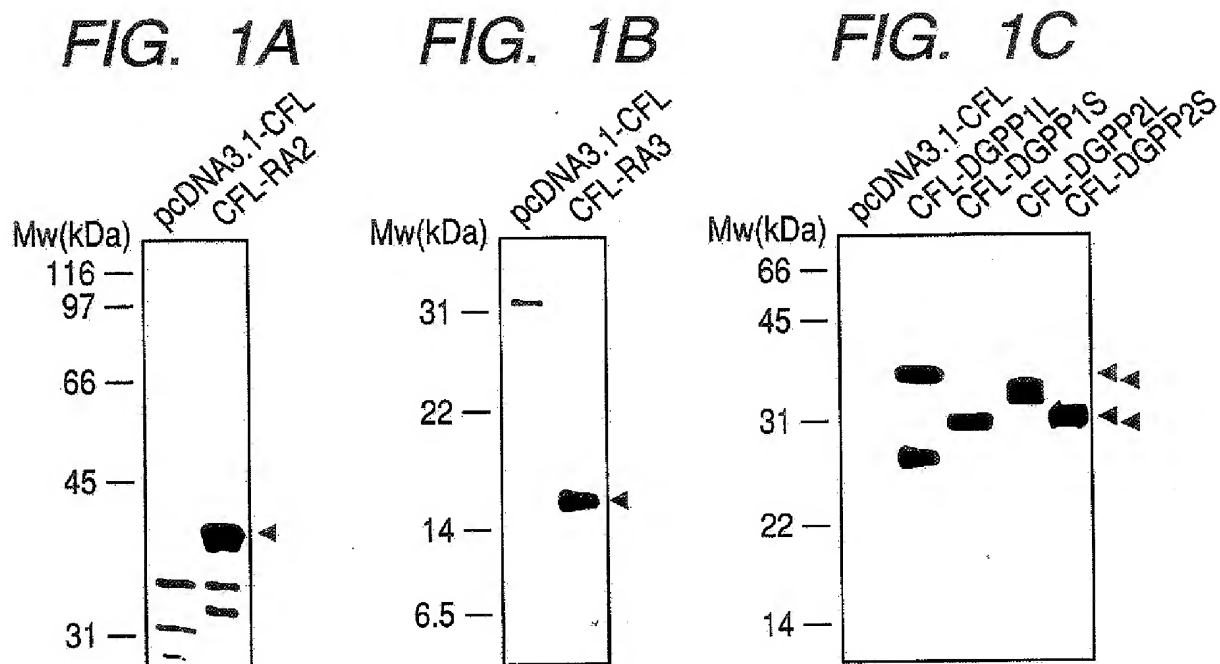 FIG. 1A
pcDNA3.1-CFL
CFL-RA2
Mw(kDa)
116
97
66
45
31
FIG. 1B
pcDNA3.1-CFL
CFL-RA3
Mw(kDa)
31
22
14
6.5
FIG. 1C
pcDNA3.1-CFL
CFL-DGPP1L
CFL-DGPP1S
CFL-DGPP2L
CFL-DGPP2S
Mw(kDa)
66
45
31
22
14